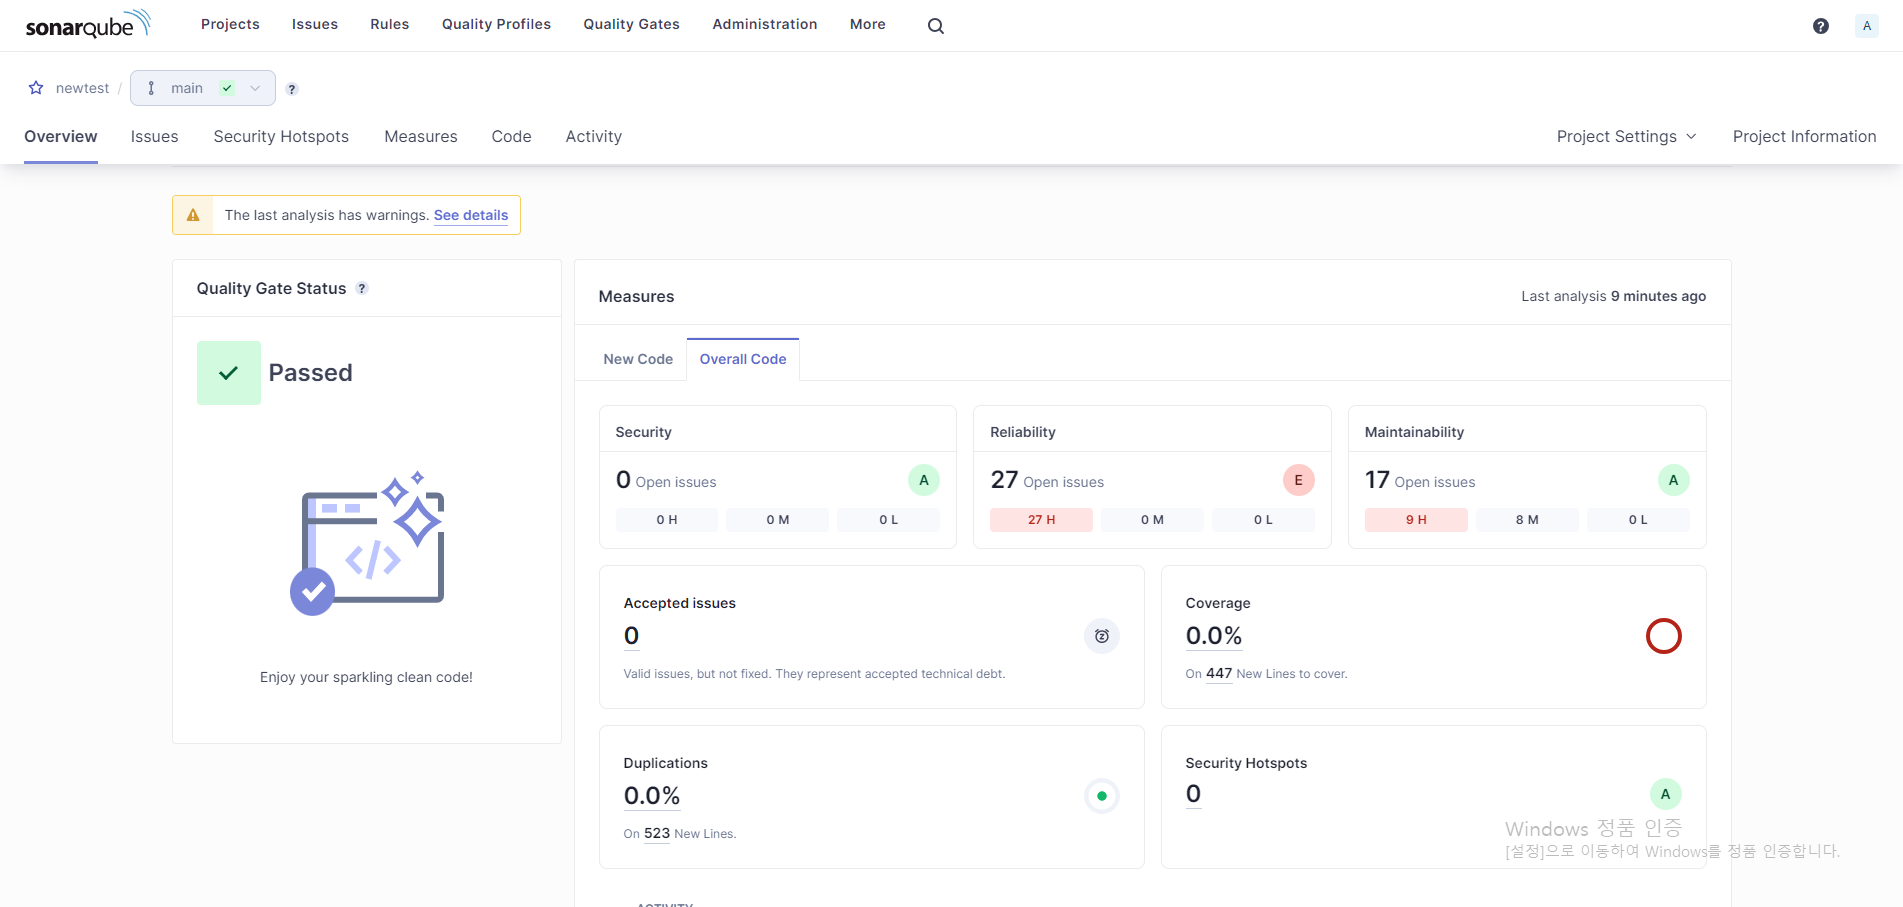 sonarqube Projects Issues Rules Quality Profiles Quality Gates Administration More ? A
newtest / main ?
Overview Issues Security Hotspots Measures Code Activity Project Settings Project Information
The last analysis has warnings. See details
Quality Gate Status ?
Passed
Enjoy your sparkling clean code!
Measures Last analysis 9 minutes ago
New Code Overall Code
Security
0 Open issues A
0 H 0 M 0 L
Reliability
27 Open issues E
27 H 0 M 0 L
Maintainability
17 Open issues A
9 H 8 M 0 L
Accepted issues
0
Valid issues, but not fixed. They represent accepted technical debt.
Coverage
0.0%
On 447 New Lines to cover.
Duplications
0.0%
On 523 New Lines.
Security Hotspots
0 A
Windows 정품 인증
[설정]으로 이동하여 Windows를 정품 인증합니다.
ACTIVITY